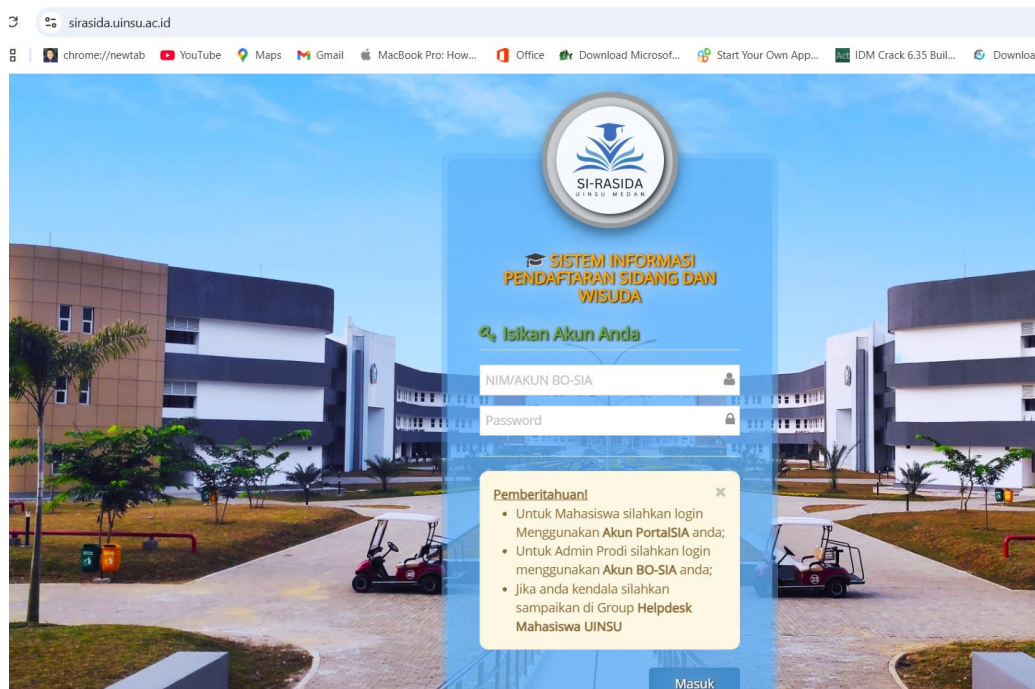 sirasida.uinsu.ac.id
chrome://newtab YouTube Maps Gmail MacBook Pro: How... Office Download Microsof... Start Your Own App... Act IDM Crack 6.35 Buil... Downloa
SI-RASIDA
UINSU MEDAN
SISTEM INFORMASI
PENDAFTARAN SIDANG DAN
WISUDA
Isikan Akun Anda
NIM/AKUN BO-SIA
Password
Pemberitahuan! ×
• Untuk Mahasiswa silahkan login
Menggunakan Akun PortalSIA anda;
• Untuk Admin Prodi silahkan login
menggunakan Akun BO-SIA anda;
• Jika anda kendala silahkan
sampaikan di Group Helpdesk
Mahasiswa UINSU
Masuk